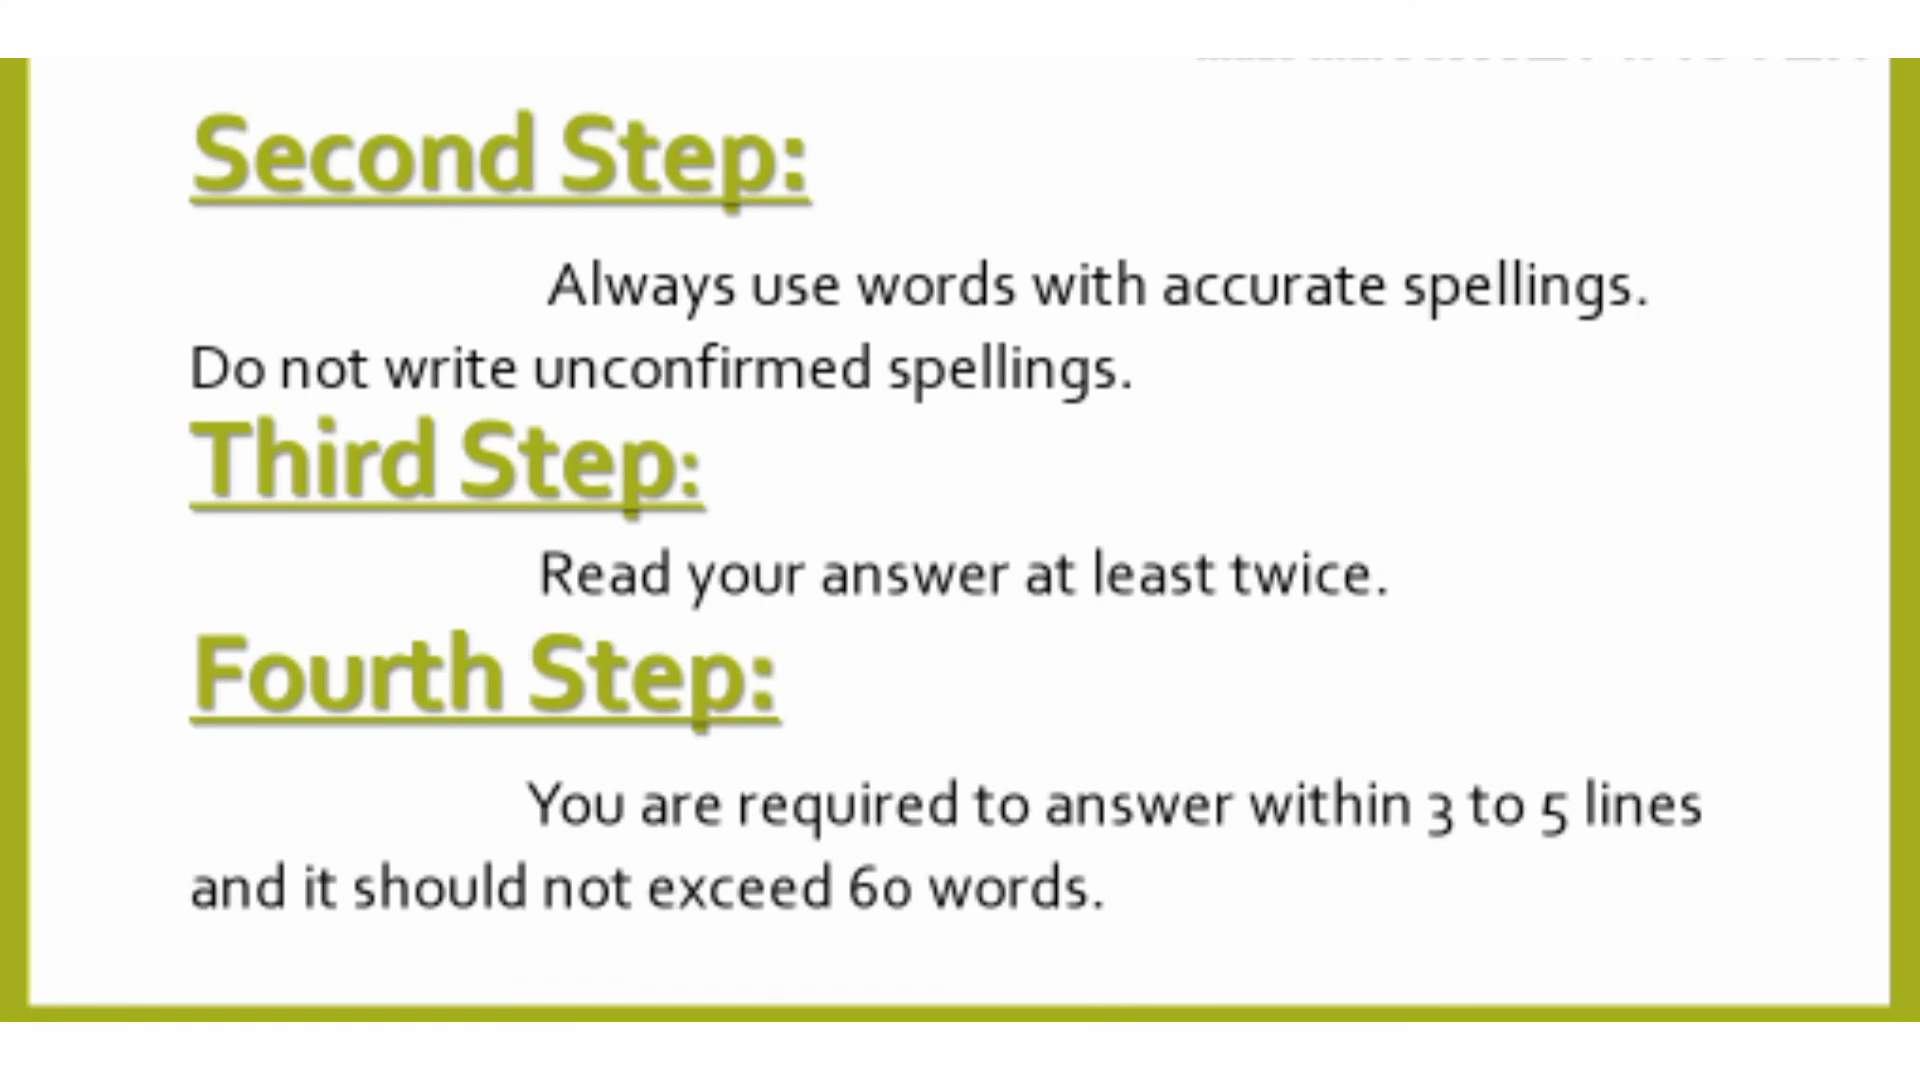 Second Step:
Always use words with accurate spellings.
Do not write unconfirmed spellings.
Third Step:
Read your answer at least twice.
Fourth Step:
You are required to answer within 3 to 5 lines
and it should not exceed 60 words.